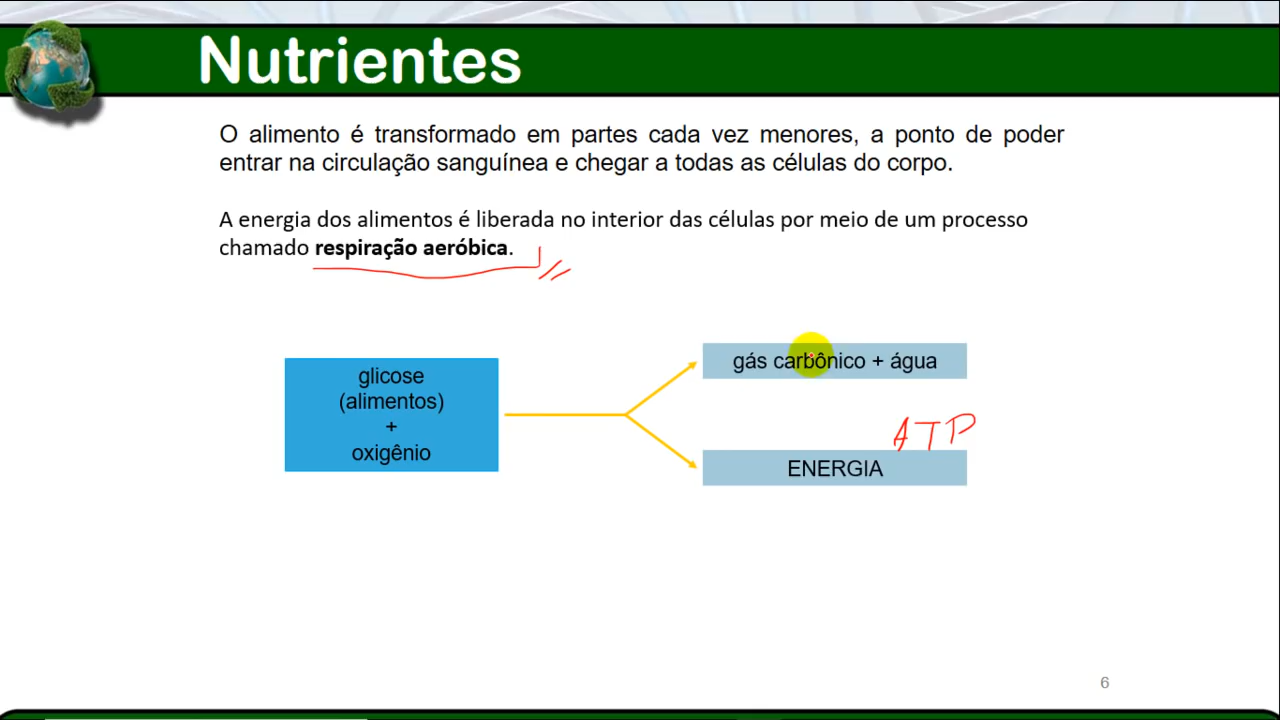 Nutrientes
O alimento é transformado em partes cada vez menores, a ponto de poder
entrar na circulação sanguínea e chegar a todas as células do corpo.
A energia dos alimentos é liberada no interior das células por meio de um processo
chamado respiração aeróbica.
glicose
(alimentos)
+
oxigênio
gás carbônico + água
ATP
ENERGIA
6